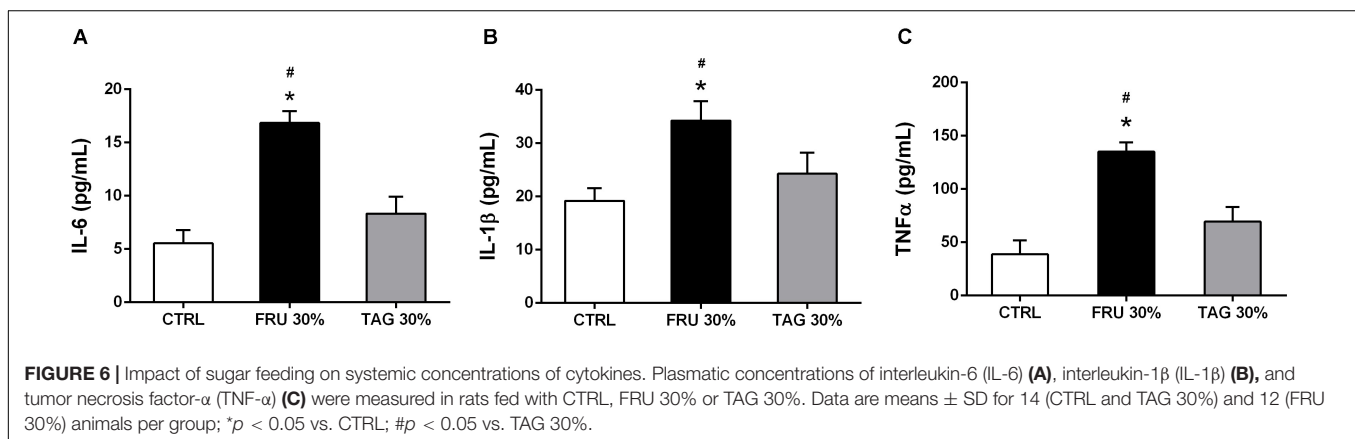 A
B
C
IL-6 (pg/mL)
20
15
10
5
0
#
*
CTRL
FRU 30%
TAG 30%
IL-1β (pg/mL)
40
30
20
10
0
#
*
CTRL
FRU 30%
TAG 30%
TNFα (pg/mL)
200
150
100
50
0
#
*
CTRL
FRU 30%
TAG 30%
FIGURE 6 | Impact of sugar feeding on systemic concentrations of cytokines. Plasmatic concentrations of interleukin-6 (IL-6) (A), interleukin-1β (IL-1β) (B), and
tumor necrosis factor-α (TNF-α) (C) were measured in rats fed with CTRL, FRU 30% or TAG 30%. Data are means ± SD for 14 (CTRL and TAG 30%) and 12 (FRU
30%) animals per group; *p < 0.05 vs. CTRL; #p < 0.05 vs. TAG 30%.